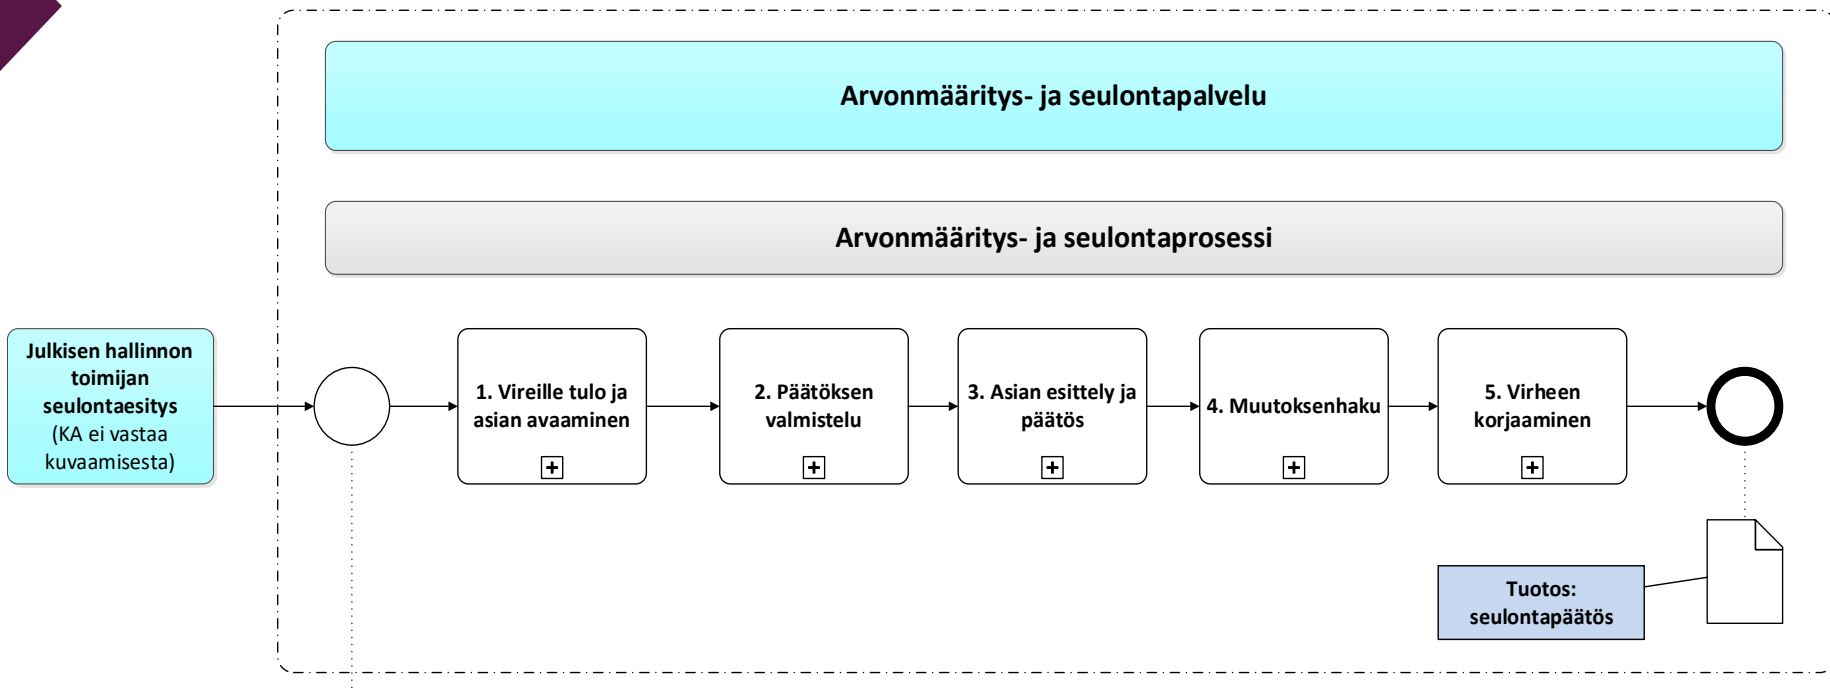 Arvonmääritys- ja seulontapalvelu
Arvonmääritys- ja seulontaprosessi
Julkisen hallinnon
toimijan
seulontaesitys
(KA ei vastaa
kuvaamisesta)
1. Vireille tulo ja
asian avaaminen
2. Päätöksen
valmistelu
3. Asian esittely ja
päätös
4. Muutoksenhaku
5. Virheen
korjaaminen
Tuotos:
seulontapäätös